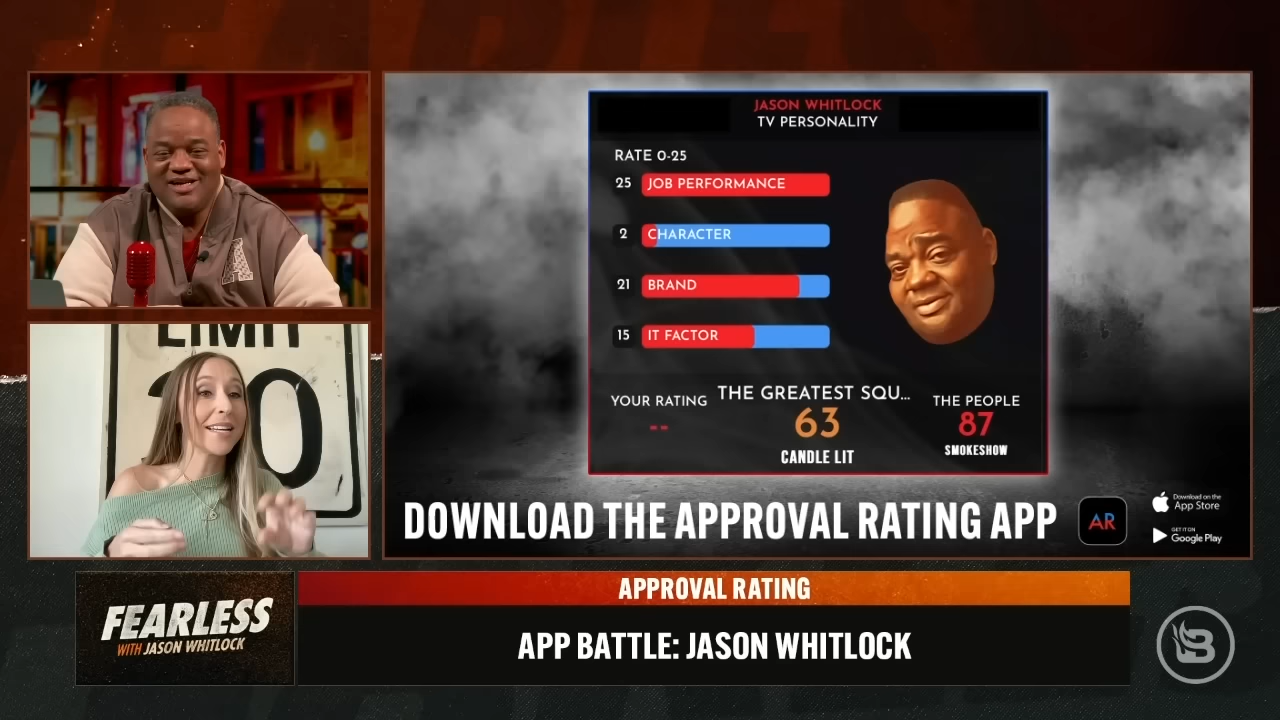 LIMIT
JASON WHITLOCK
TV PERSONALITY
RATE 0-25
25 JOB PERFORMANCE
2 CHARACTER
21 BRAND
15 IT FACTOR
YOUR RATING
--
THE GREATEST SQU...
63
CANDLE LIT
THE PEOPLE
87
SMOKESHOW
DOWNLOAD THE APPROVAL RATING APP
AR
Download on the
App Store
GET IT ON
Google Play
A
FEARLESS
WITH JASON WHITLOCK
APPROVAL RATING
APP BATTLE: JASON WHITLOCK
B